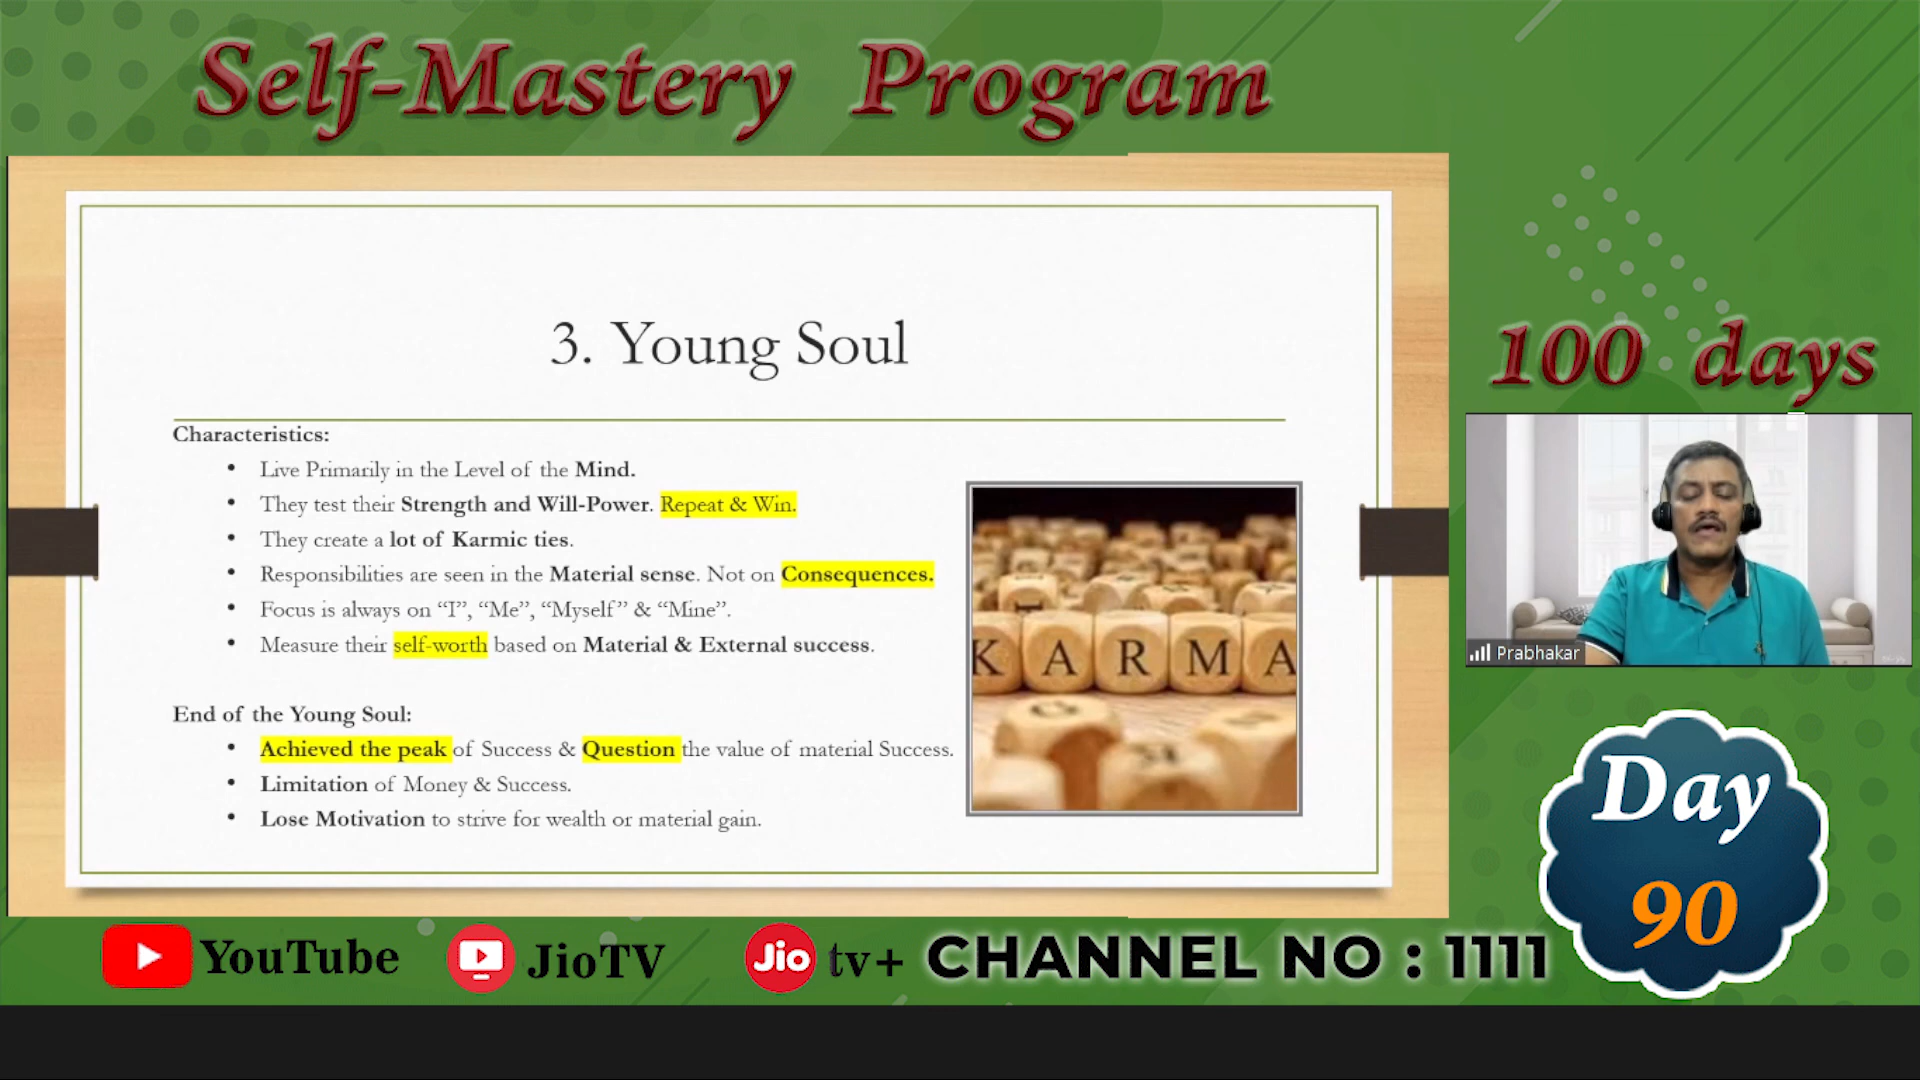 Self-Mastery Program
3. Young Soul
Characteristics:
• Live Primarily in the Level of the Mind.
• They test their Strength and Will-Power. Repeat & Win.
• They create a lot of Karmic ties.
• Responsibilities are seen in the Material sense. Not on Consequences.
• Focus is always on “I”, “Me”, “Myself” & “Mine”.
• Measure their self-worth based on Material & External success.
End of the Young Soul:
• Achieved the peak of Success & Question the value of material Success.
• Limitation of Money & Success.
• Lose Motivation to strive for wealth or material gain.
KARMA
100 days
Prabhakar
Day
90
YouTube
JioTV
Jio tv+
CHANNEL NO : 1111